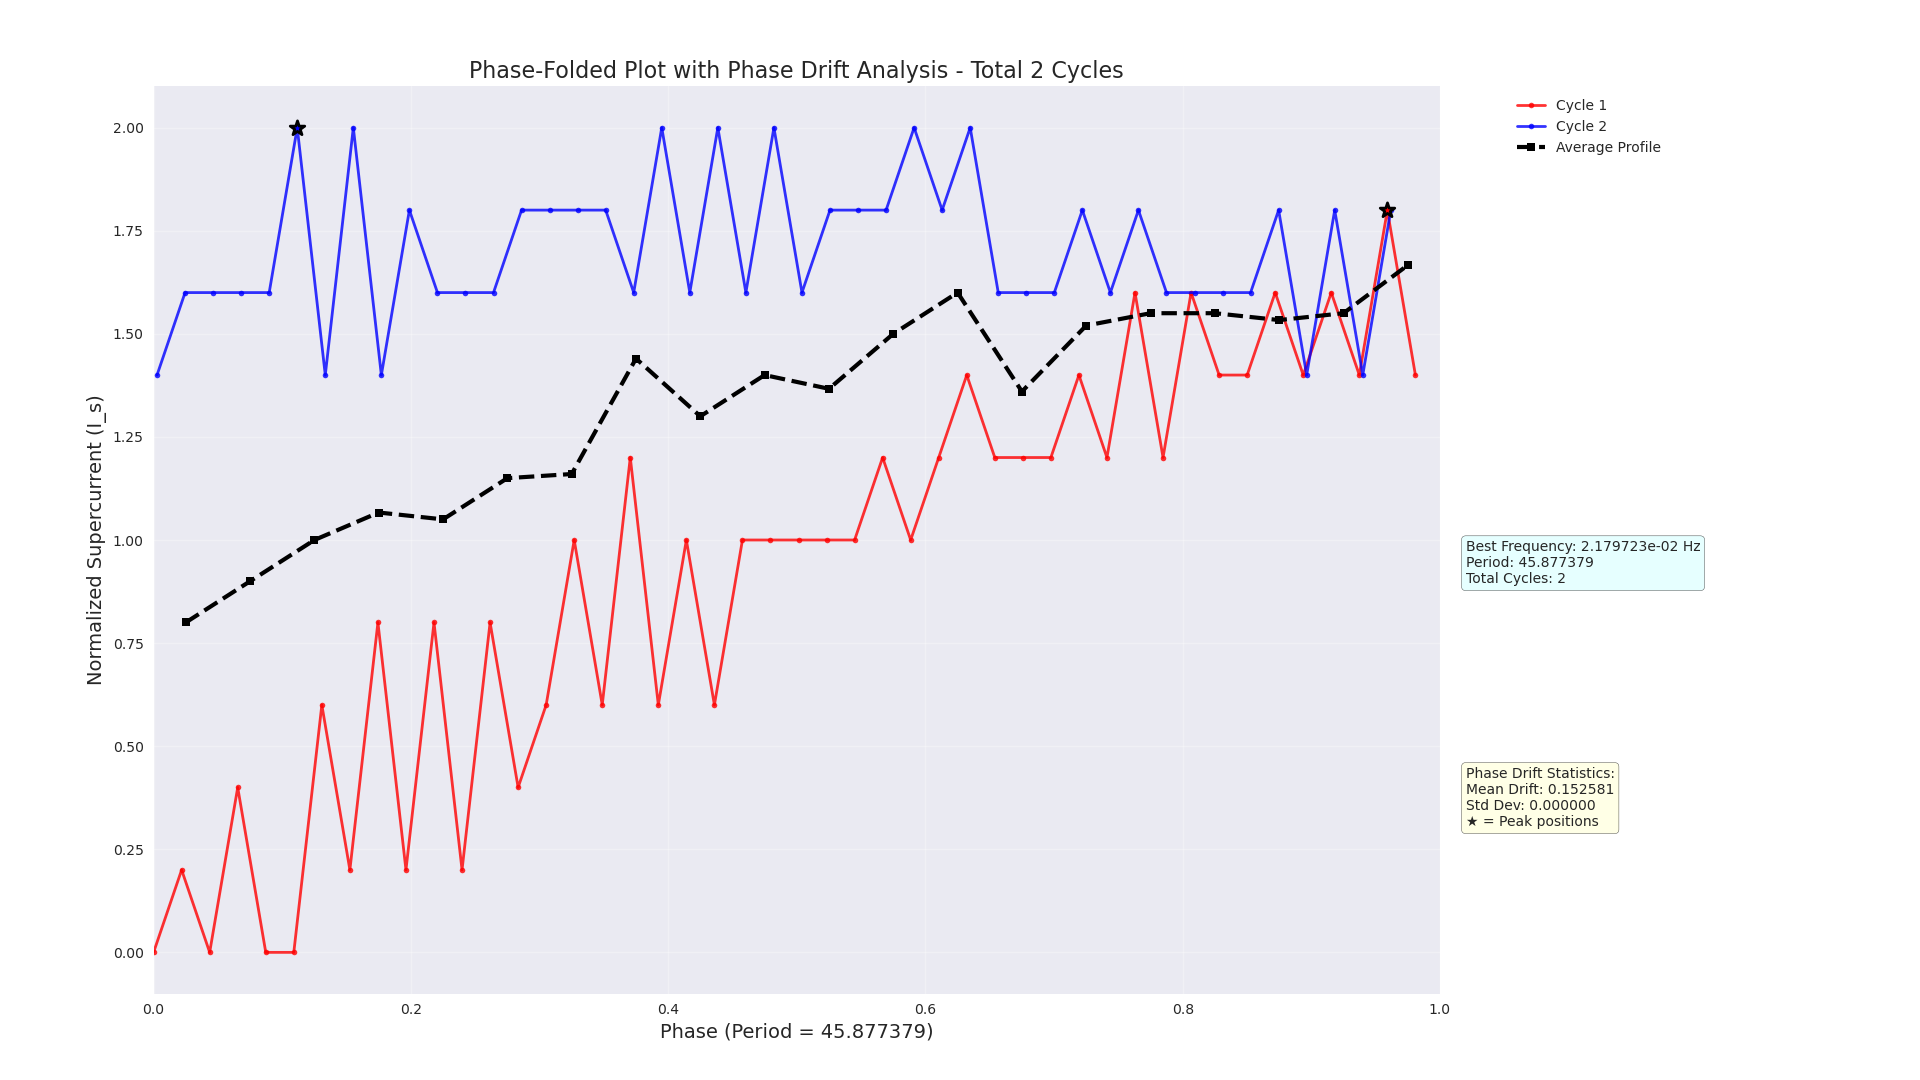 Phase-Folded Plot with Phase Drift Analysis - Total 2 Cycles
Normalized Supercurrent (I_s)
2.00
1.75
1.50
1.25
1.00
0.75
0.50
0.25
0.00
0.0 0.2 0.4 0.6 0.8 1.0
Phase (Period = 45.877379)
Cycle 1
Cycle 2
Average Profile
Best Frequency: 2.179723e-02 Hz
Period: 45.877379
Total Cycles: 2
Phase Drift Statistics:
Mean Drift: 0.152581
Std Dev: 0.000000
★ = Peak positions